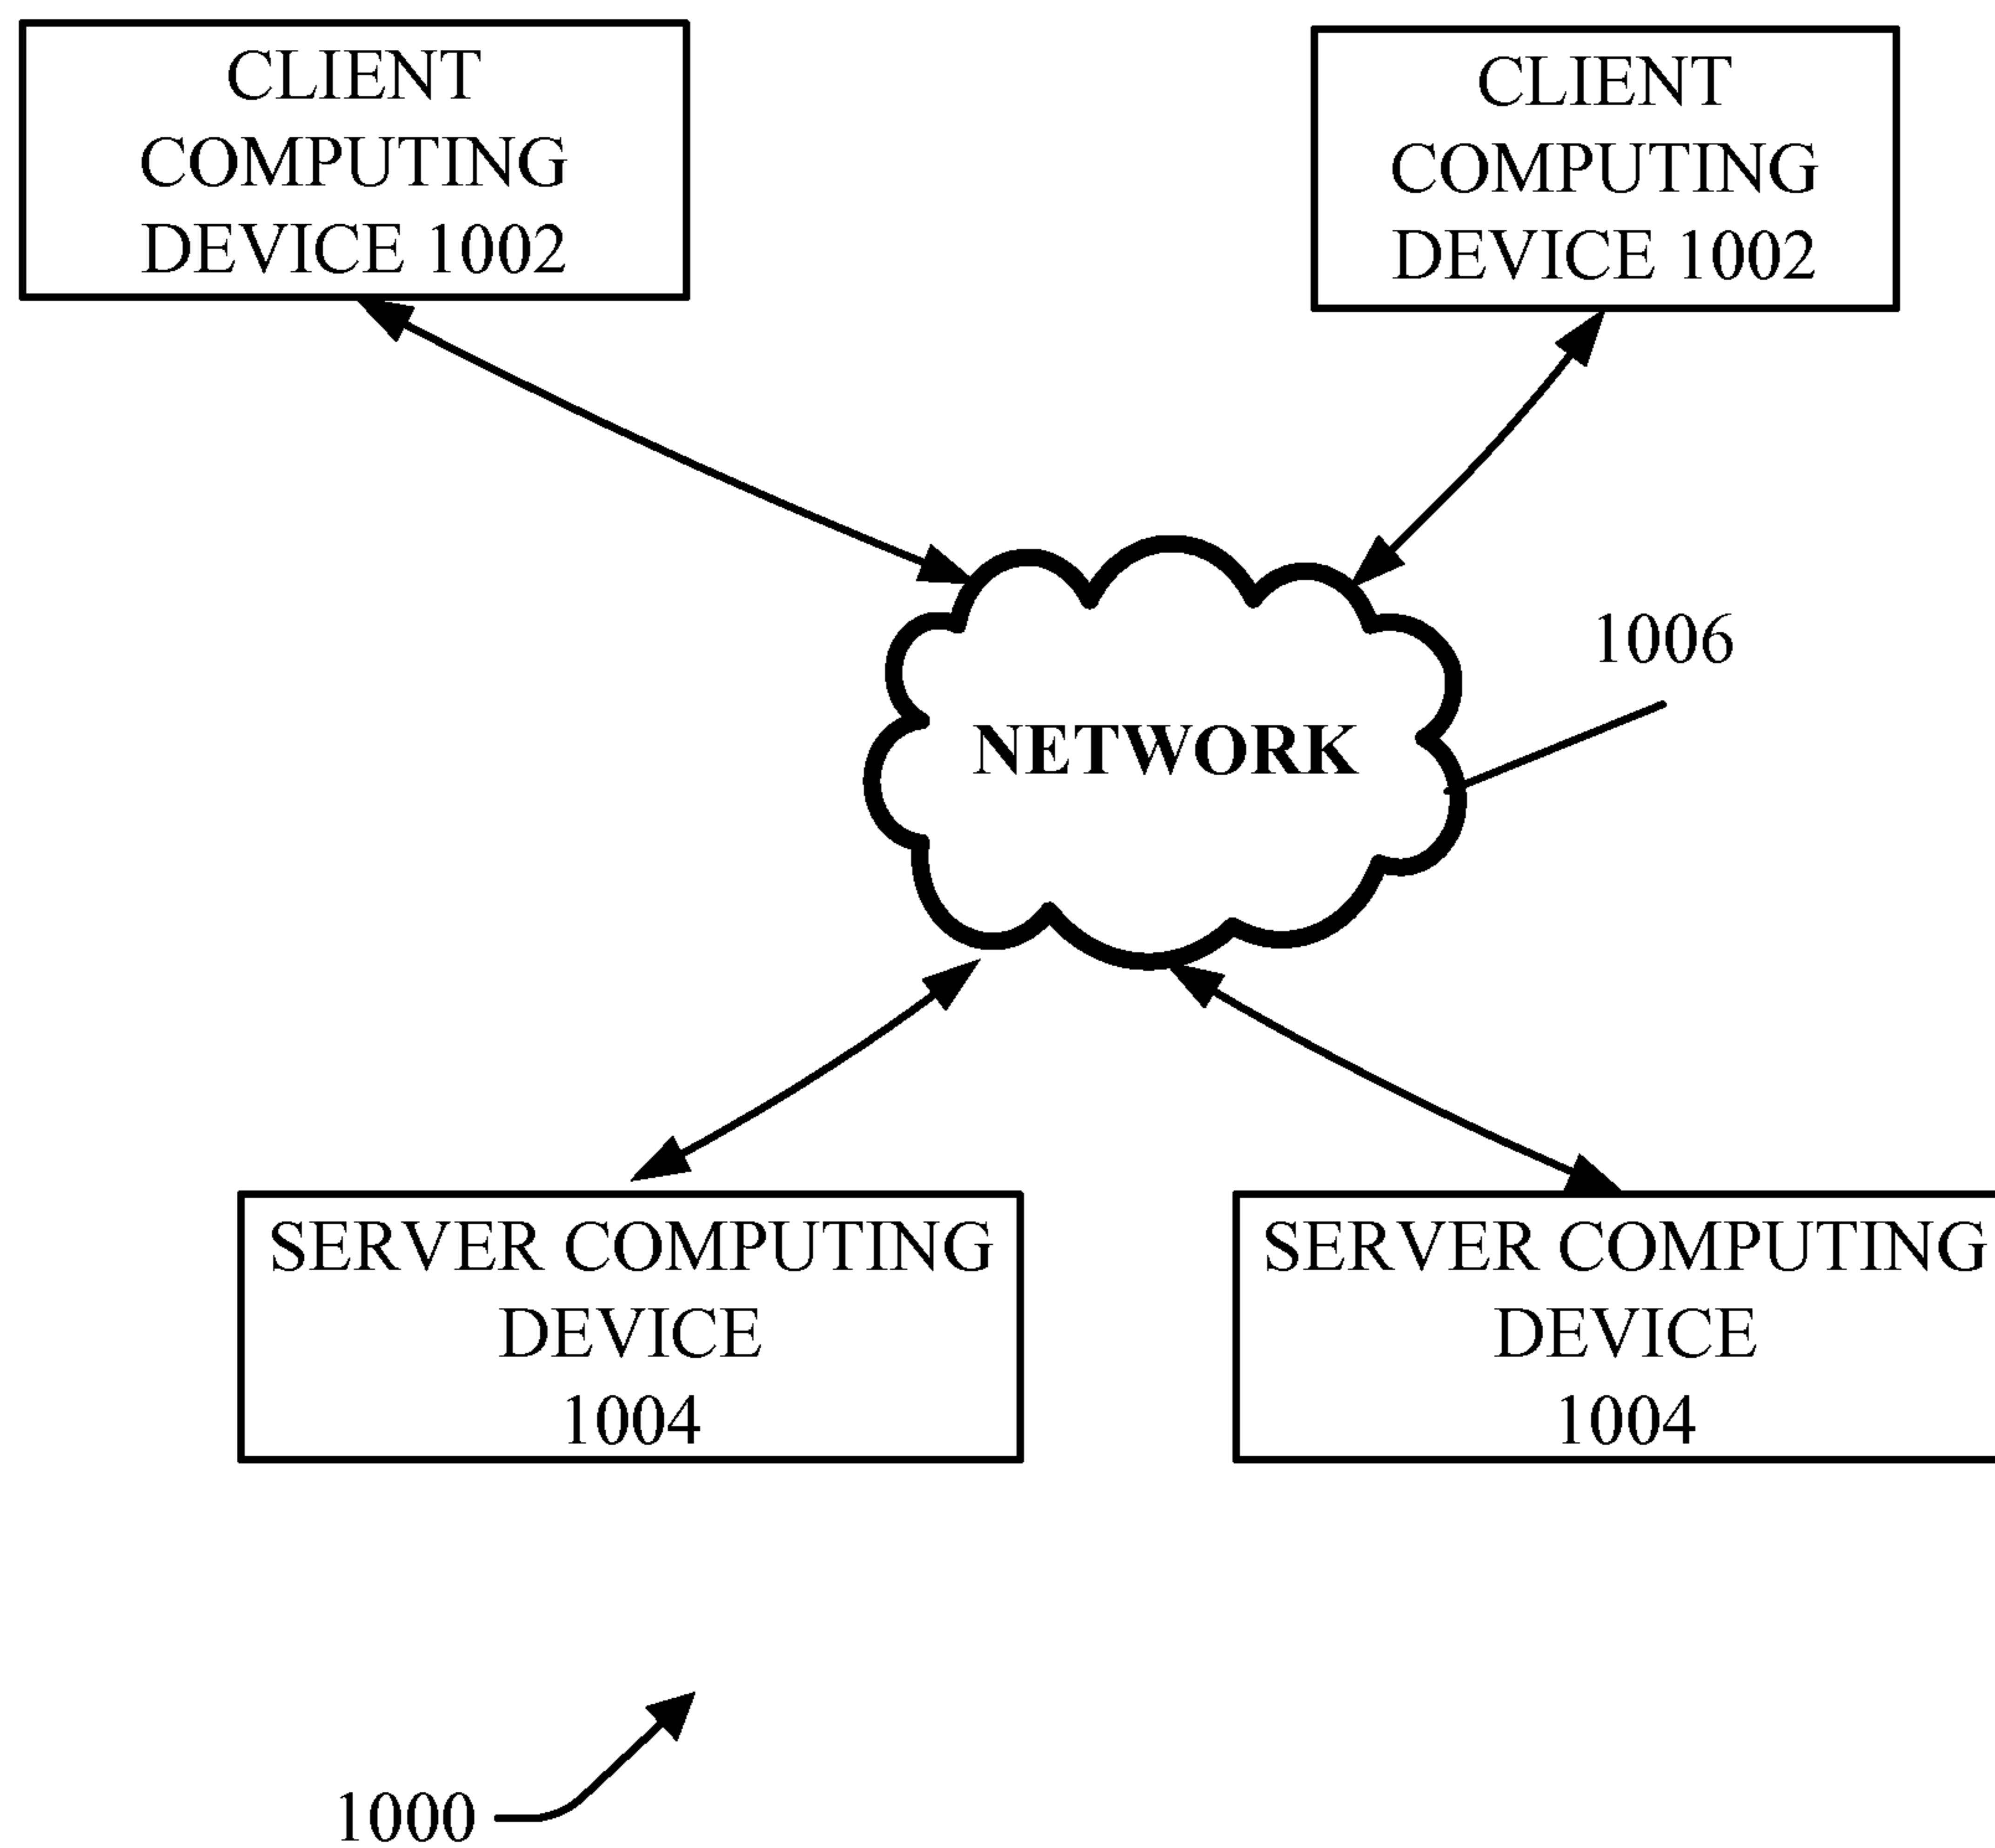 CLIENT
COMPUTING
DEVICE 1002
CLIENT
COMPUTING
DEVICE 1002
1006
NETWORK
SERVER COMPUTING
DEVICE
1004
SERVER COMPUTING
DEVICE
1004
1000